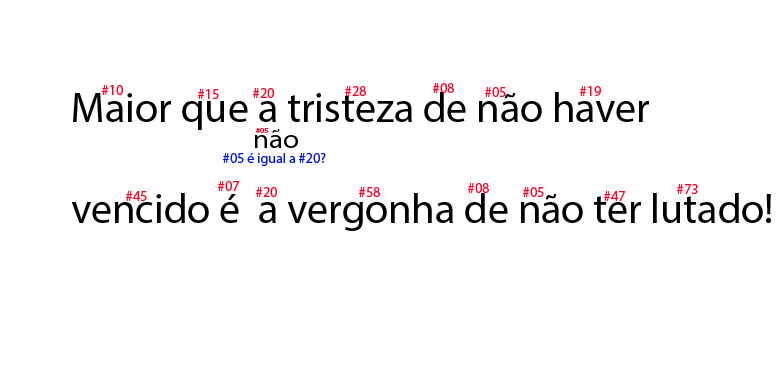 #10 #15 #20 #28 #08 #05 #19
Maior que a tristeza de não haver
#05
não
#05 é igual a #20?
#45 #07 #20 #58 #08 #05 #47 #73
vencido é a vergonha de não ter lutado!